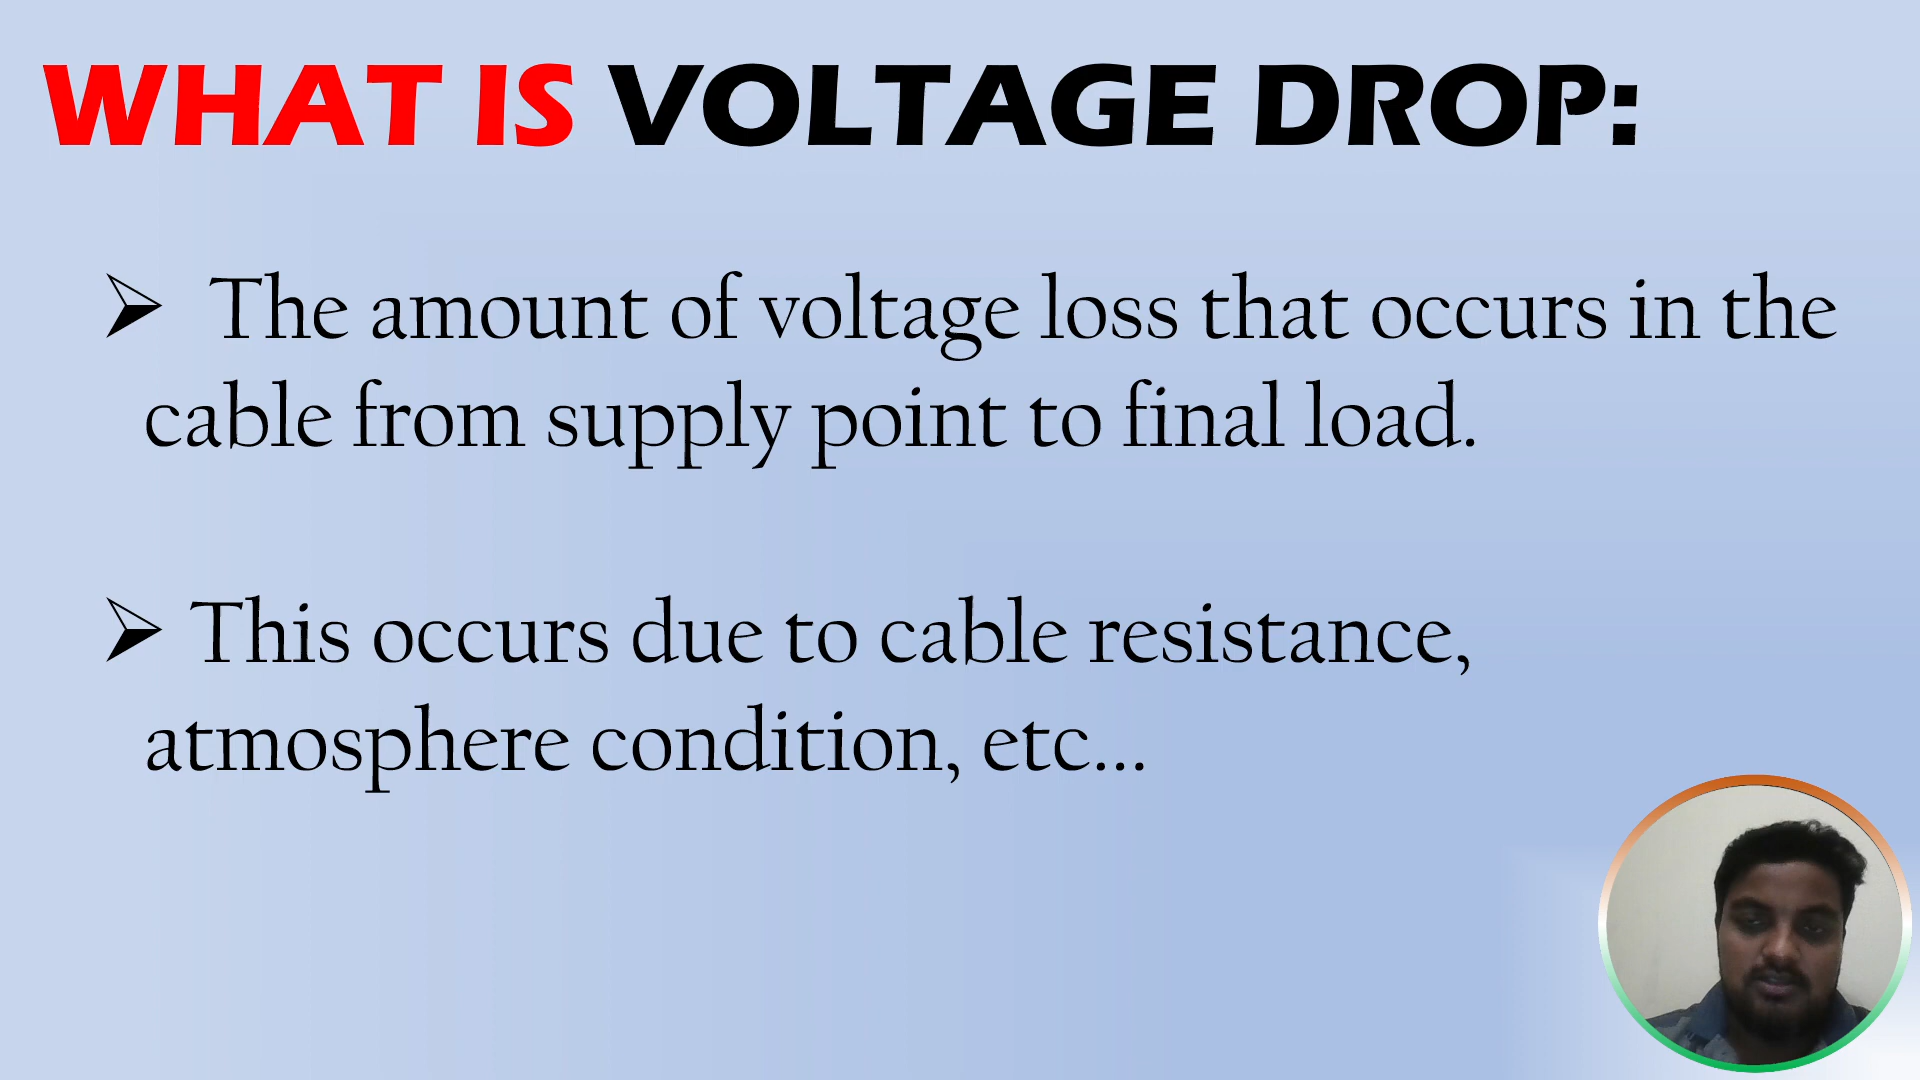 WHAT IS VOLTAGE DROP:
➢ The amount of voltage loss that occurs in the
cable from supply point to final load.
➢ This occurs due to cable resistance,
atmosphere condition, etc...